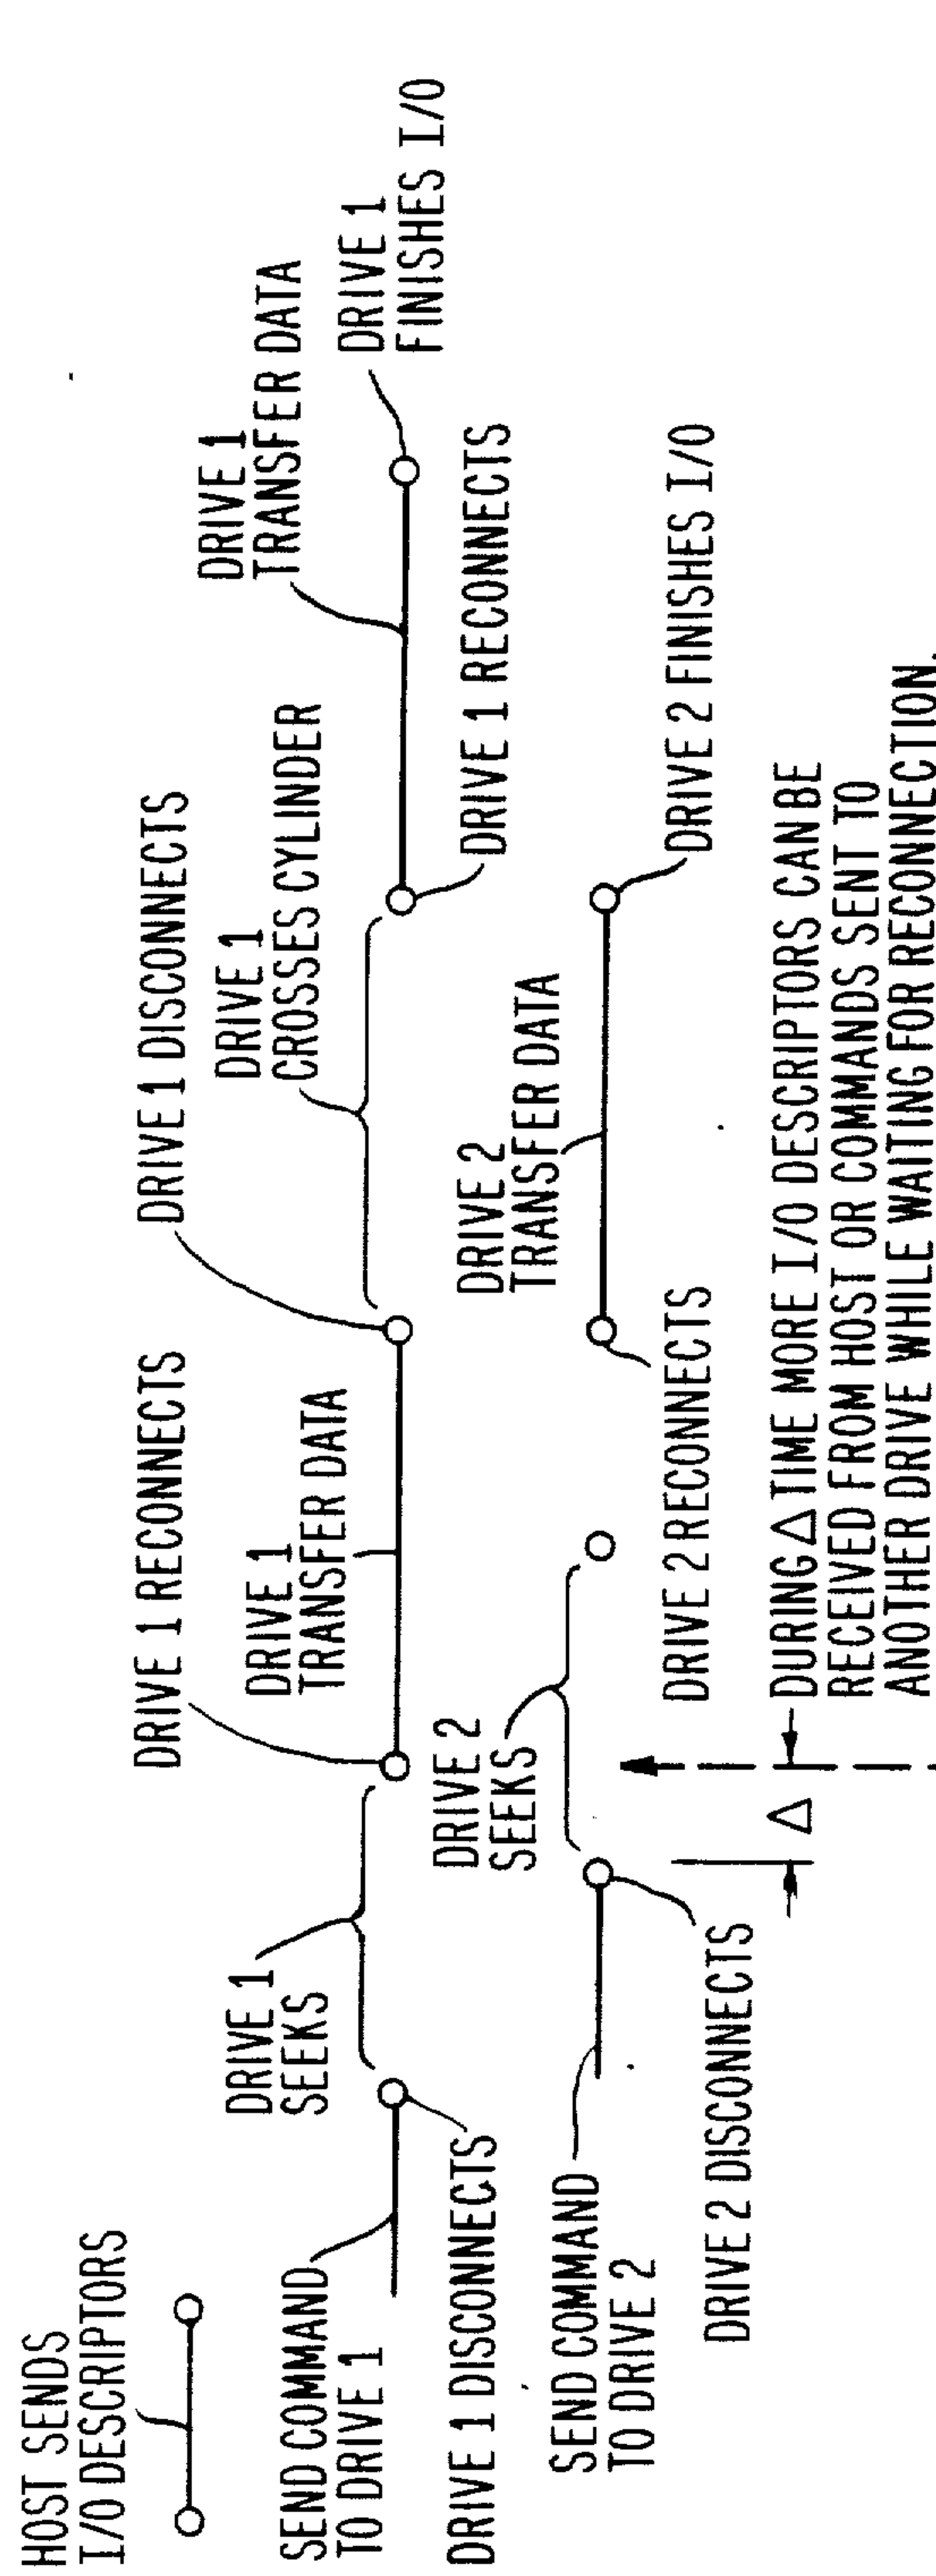 HOST SENDS
I/O DESCRIPTORS
SEND COMMAND
TO DRIVE 1
DRIVE 1 DISCONNECTS
DRIVE 1
SEEKS
DRIVE 1 RECONNECTS
DRIVE 1
TRANSFER DATA
DRIVE 1 DISCONNECTS
DRIVE 1
CROSSES CYLINDER
DRIVE 1 RECONNECTS
DRIVE 1
TRANSFER DATA
DRIVE 1
FINISHES I/O
SEND COMMAND
TO DRIVE 2
DRIVE 2 DISCONNECTS
DRIVE 2
SEEKS
DRIVE 2 RECONNECTS
DRIVE 2
TRANSFER DATA
DRIVE 2 FINISHES I/O
Δ
DURING Δ TIME MORE I/O DESCRIPTORS CAN BE
RECEIVED FROM HOST OR COMMANDS SENT TO
ANOTHER DRIVE WHILE WAITING FOR RECONNECTION.